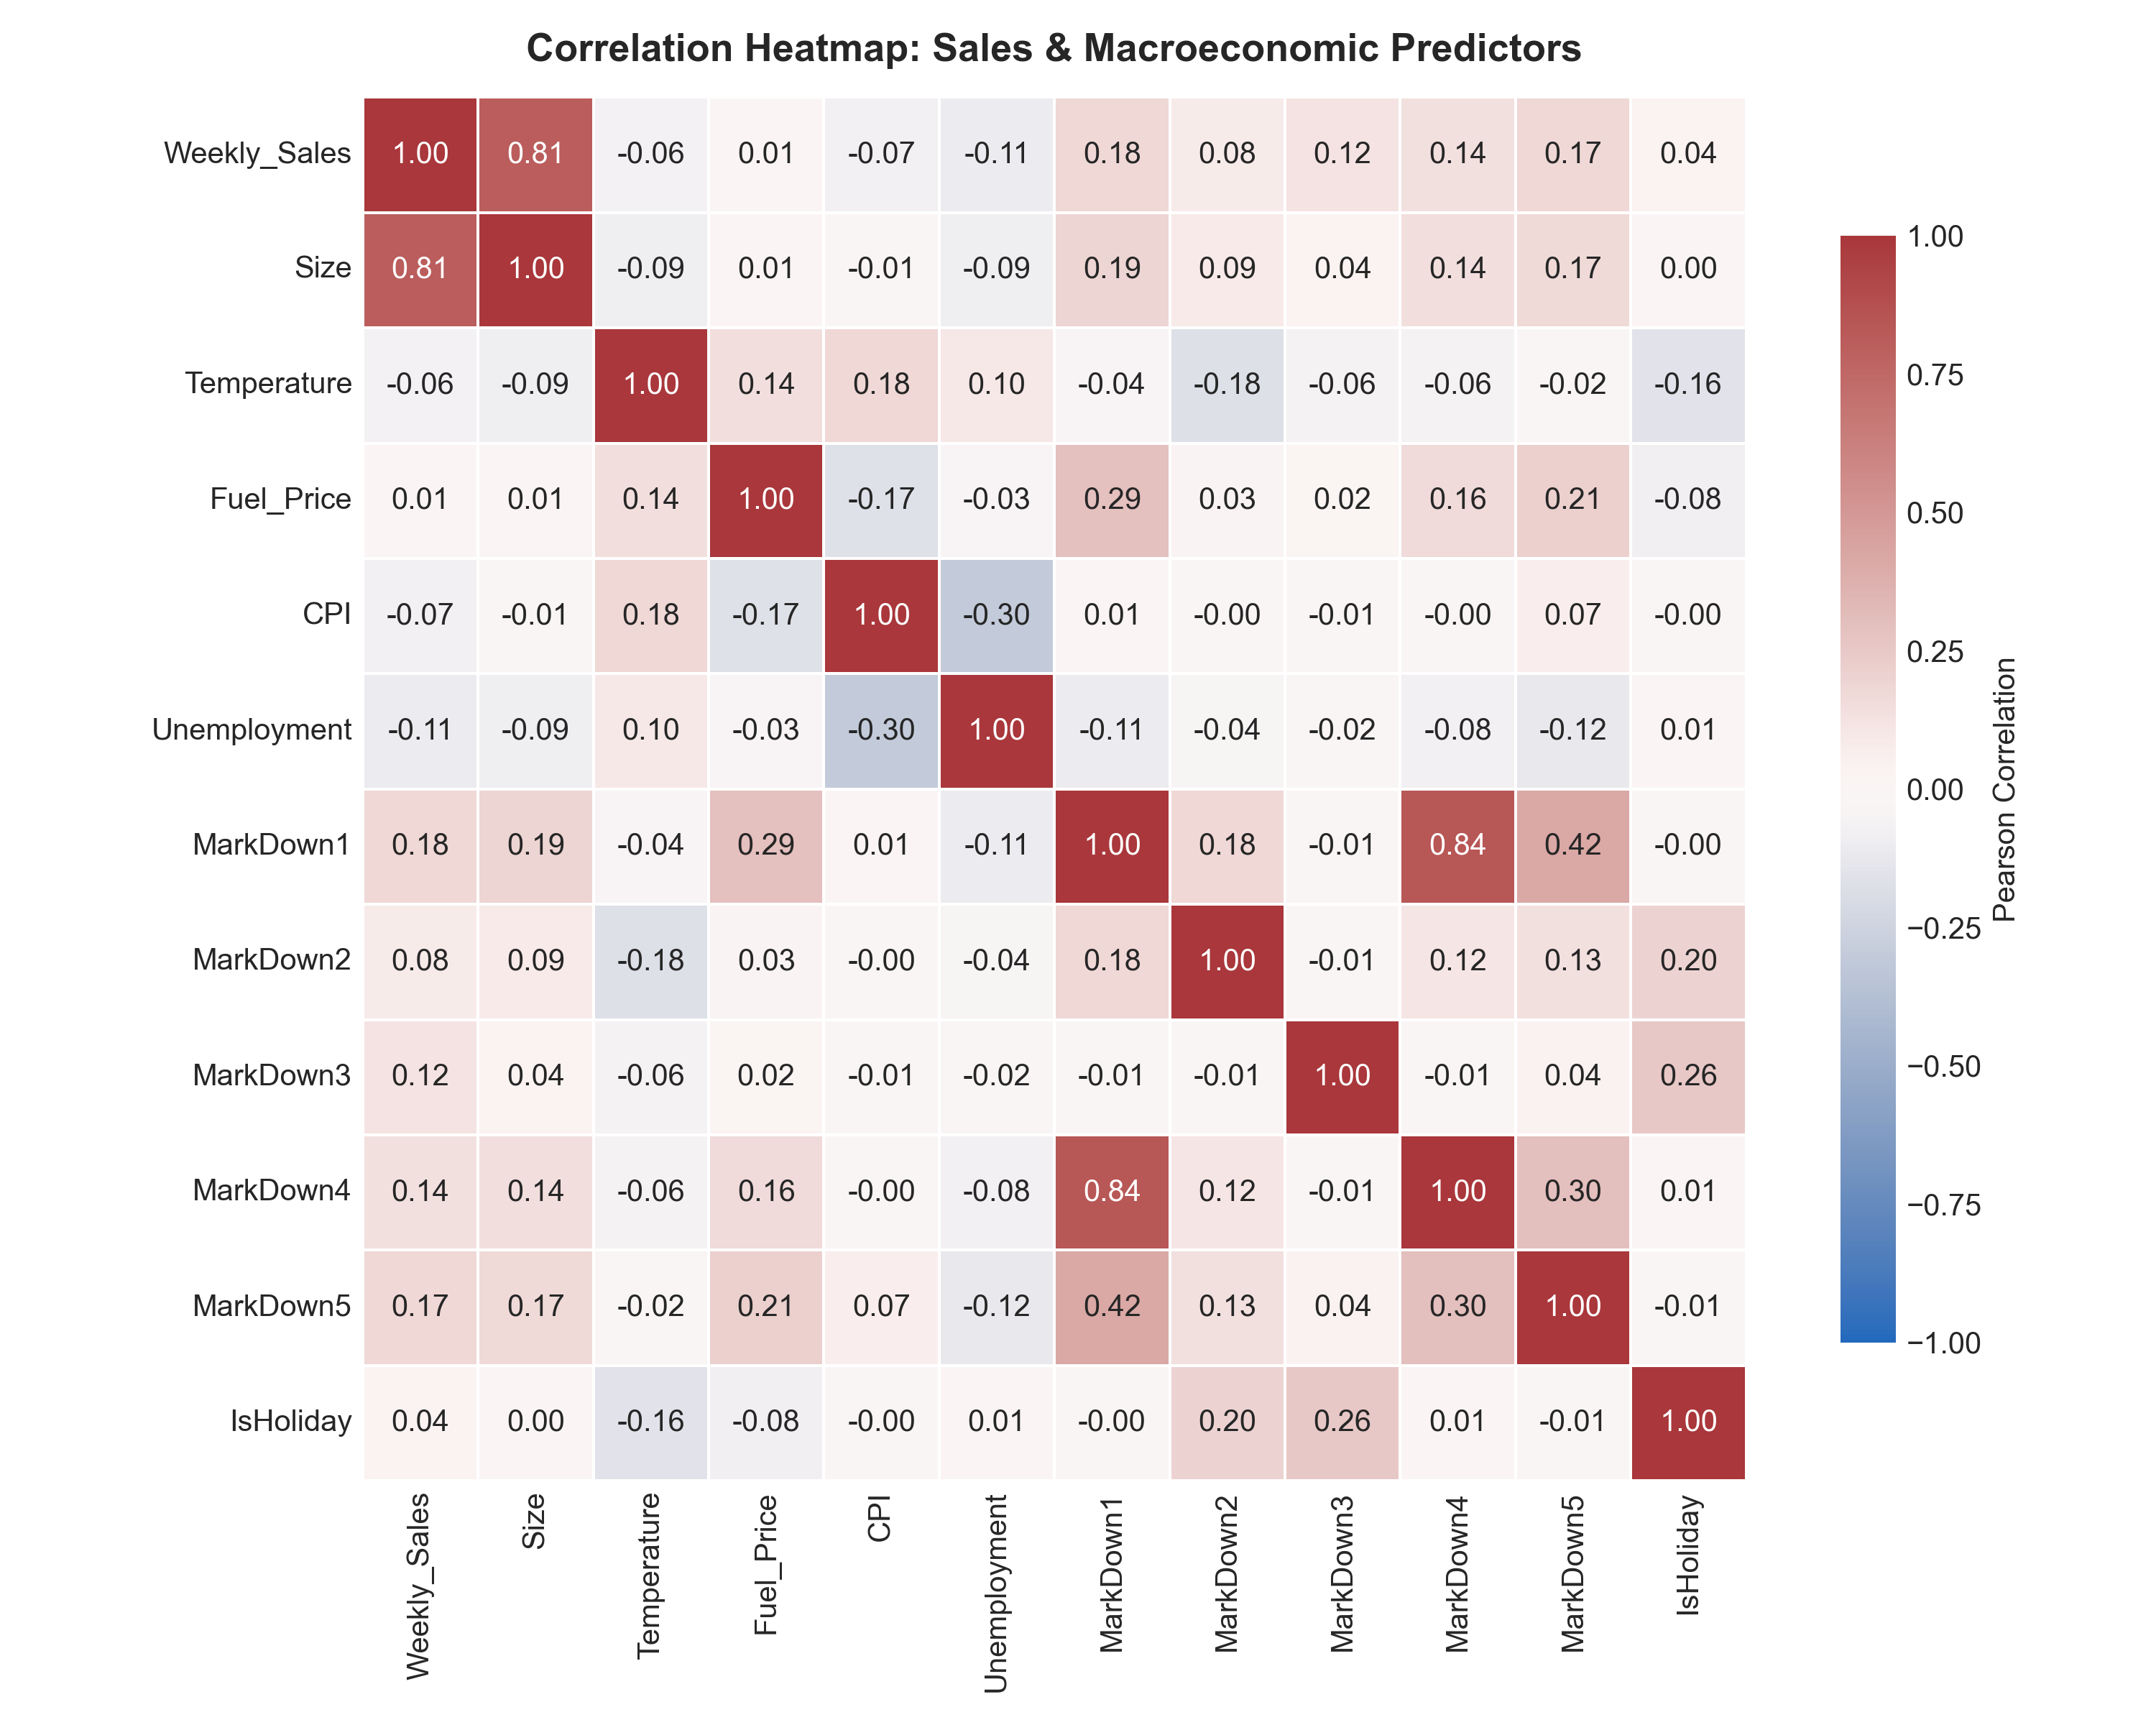 Correlation Heatmap: Sales & Macroeconomic Predictors
Weekly_Sales 1.00 0.81 -0.06 0.01 -0.07 -0.11 0.18 0.08 0.12 0.14 0.17 0.04
Size 0.81 1.00 -0.09 0.01 -0.01 -0.09 0.19 0.09 0.04 0.14 0.17 0.00
Temperature -0.06 -0.09 1.00 0.14 0.18 0.10 -0.04 -0.18 -0.06 -0.06 -0.02 -0.16
Fuel_Price 0.01 0.01 0.14 1.00 -0.17 -0.03 0.29 0.03 0.02 0.16 0.21 -0.08
CPI -0.07 -0.01 0.18 -0.17 1.00 -0.30 0.01 -0.00 -0.01 -0.00 0.07 -0.00
Unemployment -0.11 -0.09 0.10 -0.03 -0.30 1.00 -0.11 -0.04 -0.02 -0.08 -0.12 0.01
MarkDown1 0.18 0.19 -0.04 0.29 0.01 -0.11 1.00 0.18 -0.01 0.84 0.42 -0.00
MarkDown2 0.08 0.09 -0.18 0.03 -0.00 -0.04 0.18 1.00 -0.01 0.12 0.13 0.20
MarkDown3 0.12 0.04 -0.06 0.02 -0.01 -0.02 -0.01 -0.01 1.00 -0.01 0.04 0.26
MarkDown4 0.14 0.14 -0.06 0.16 -0.00 -0.08 0.84 0.12 -0.01 1.00 0.30 0.01
MarkDown5 0.17 0.17 -0.02 0.21 0.07 -0.12 0.42 0.13 0.04 0.30 1.00 -0.01
IsHoliday 0.04 0.00 -0.16 -0.08 -0.00 0.01 -0.00 0.20 0.26 0.01 -0.01 1.00
Weekly_Sales Size Temperature Fuel_Price CPI Unemployment MarkDown1 MarkDown2 MarkDown3 MarkDown4 MarkDown5 IsHoliday
1.00
0.75
0.50
0.25
0.00
−0.25
−0.50
−0.75
−1.00
Pearson Correlation